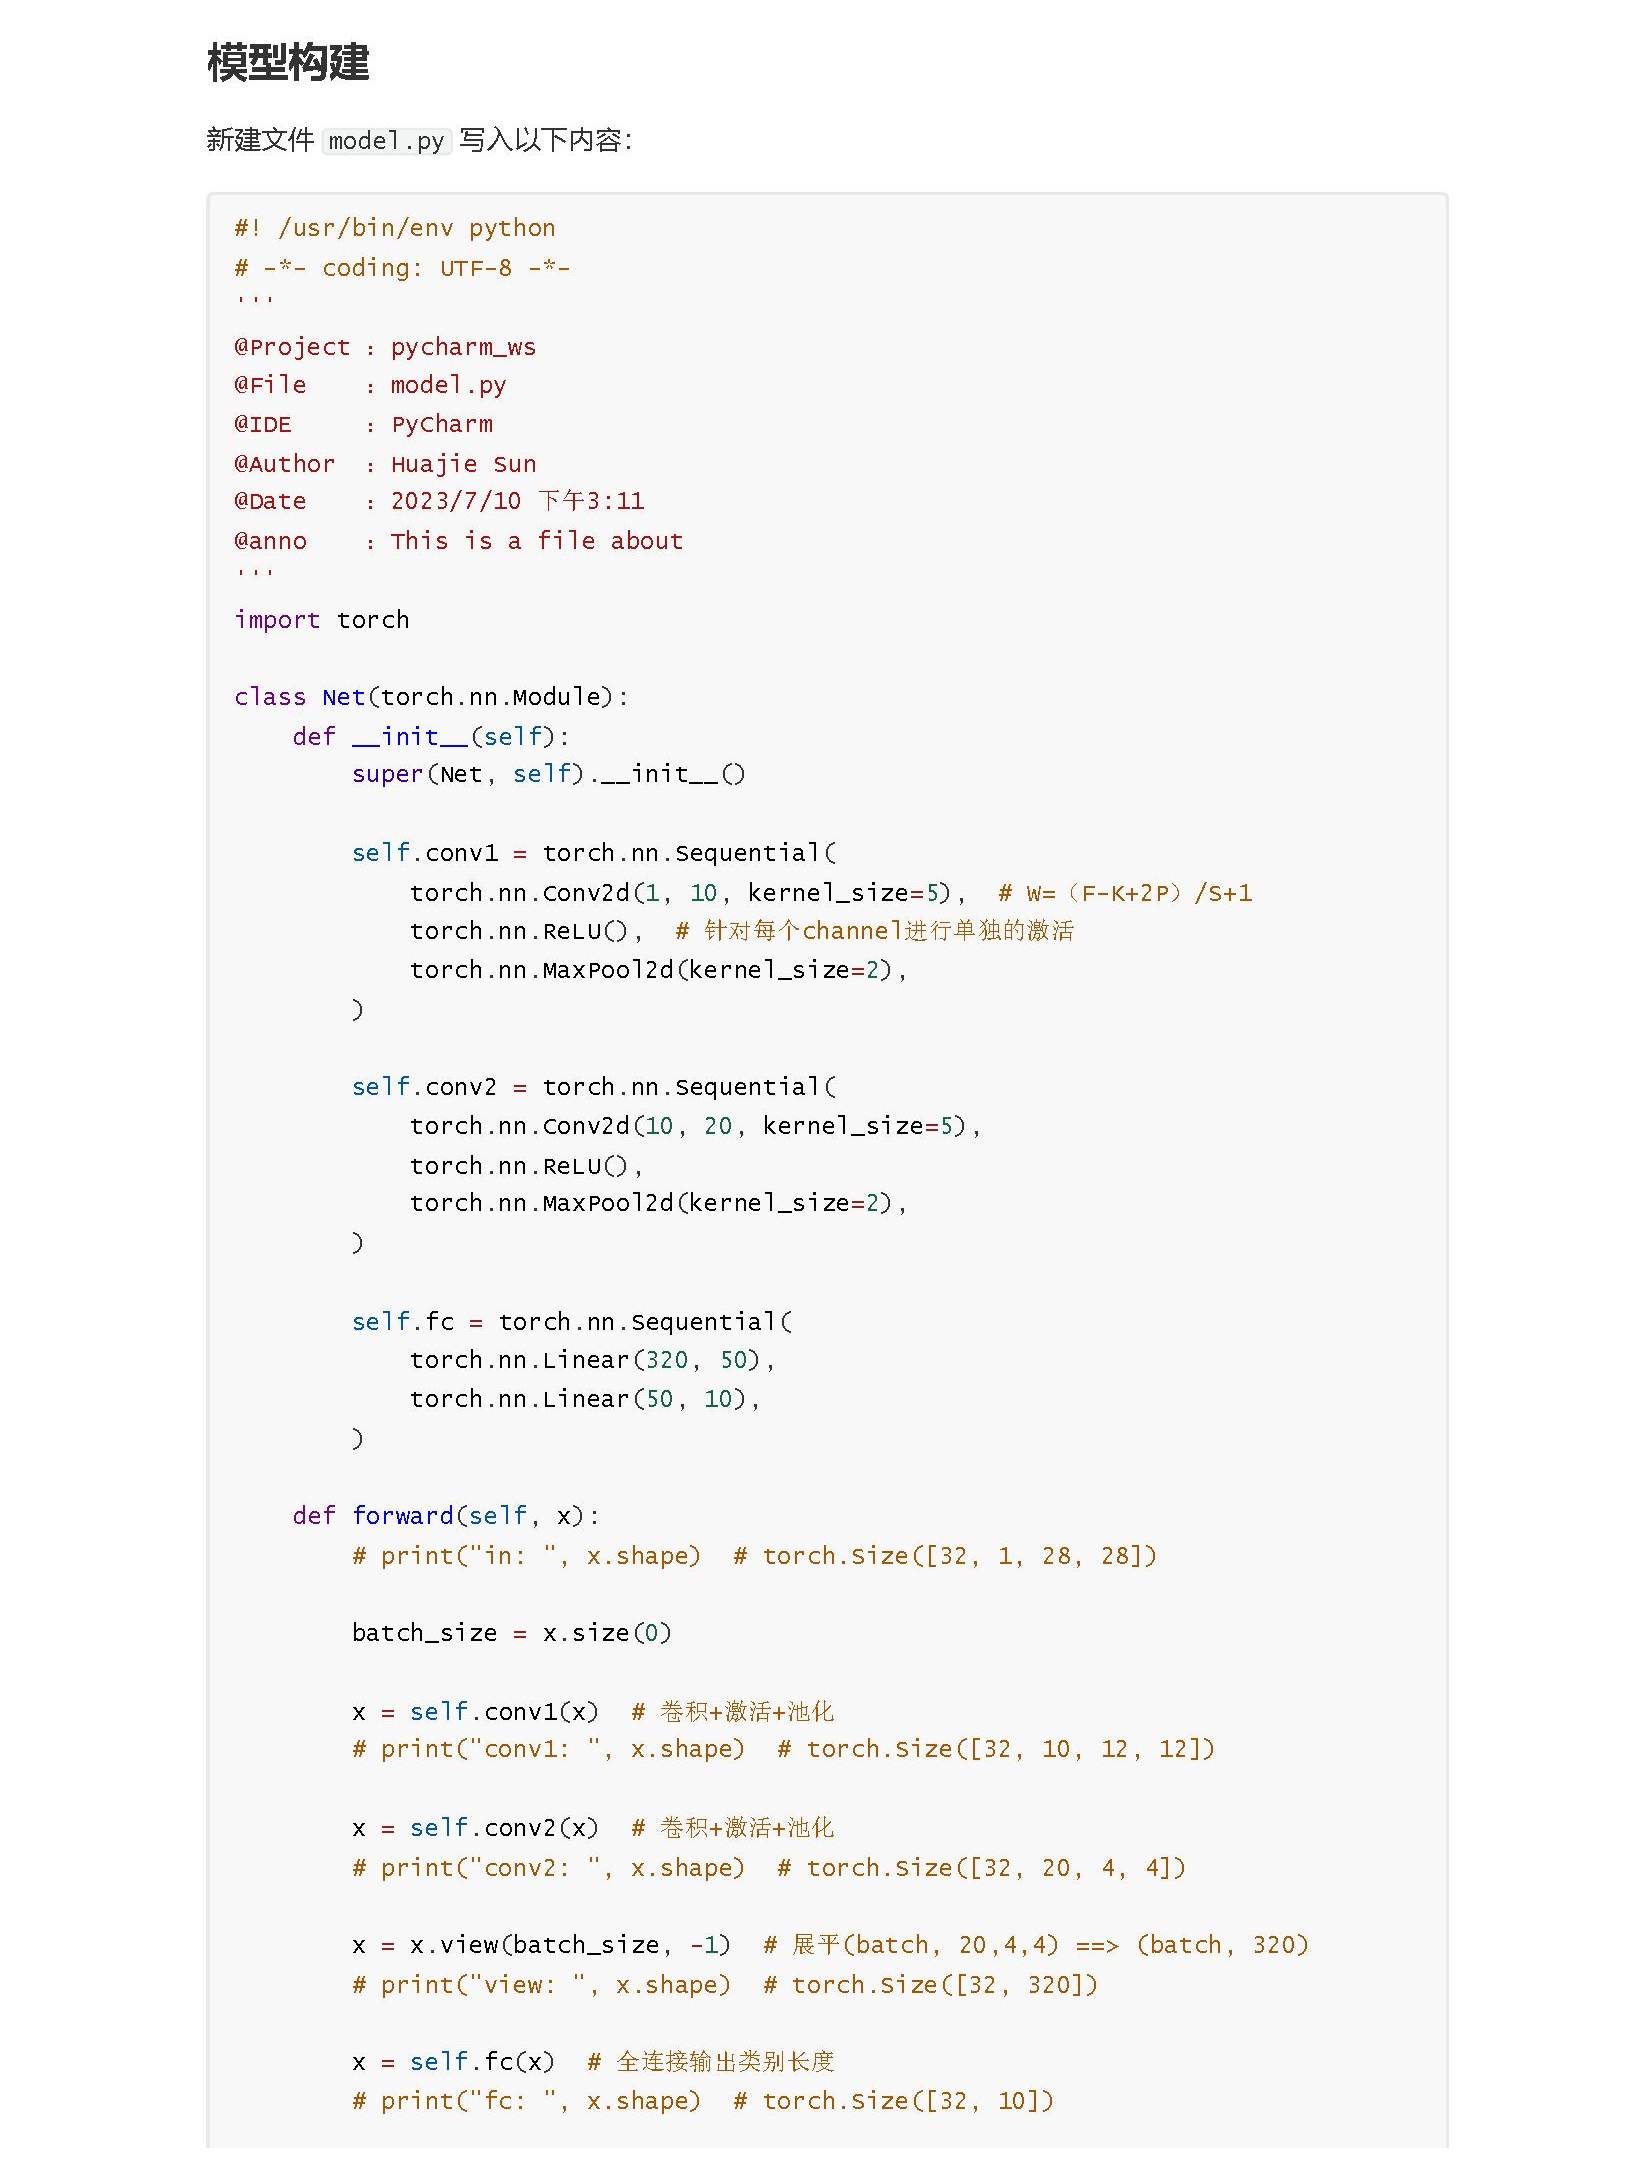 模型构建
新建文件 model.py 写入以下内容：
#! /usr/bin/env python
# -*- coding: UTF-8 -*-
'''
@Project : pycharm_ws
@File    : model.py
@IDE     : PyCharm
@Author  : Huajie Sun
@Date    : 2023/7/10 下午3:11
@anno    : This is a file about
'''
import torch

class Net(torch.nn.Module):
    def __init__(self):
        super(Net, self).__init__()

        self.conv1 = torch.nn.Sequential(
            torch.nn.Conv2d(1, 10, kernel_size=5),  # W=（F-K+2P）/S+1
            torch.nn.ReLU(),  # 针对每个channel进行单独的激活
            torch.nn.MaxPool2d(kernel_size=2),
        )

        self.conv2 = torch.nn.Sequential(
            torch.nn.Conv2d(10, 20, kernel_size=5),
            torch.nn.ReLU(),
            torch.nn.MaxPool2d(kernel_size=2),
        )

        self.fc = torch.nn.Sequential(
            torch.nn.Linear(320, 50),
            torch.nn.Linear(50, 10),
        )

    def forward(self, x):
        # print("in: ", x.shape)  # torch.Size([32, 1, 28, 28])

        batch_size = x.size(0)

        x = self.conv1(x)  # 卷积+激活+池化
        # print("conv1: ", x.shape)  # torch.Size([32, 10, 12, 12])

        x = self.conv2(x)  # 卷积+激活+池化
        # print("conv2: ", x.shape)  # torch.Size([32, 20, 4, 4])

        x = x.view(batch_size, -1)  # 展平(batch, 20,4,4) ==> (batch, 320)
        # print("view: ", x.shape)  # torch.Size([32, 320])

        x = self.fc(x)  # 全连接输出类别长度
        # print("fc: ", x.shape)  # torch.Size([32, 10])